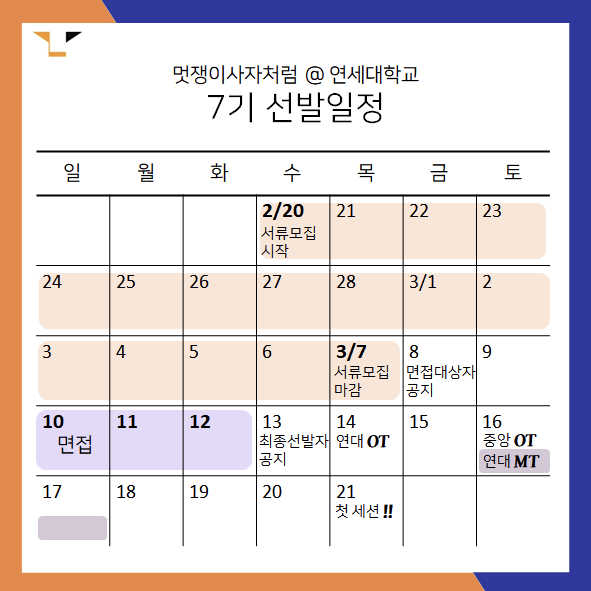 멋쟁이사자처럼 @ 연세대학교
7기 선발일정
일 월 화 수 목 금 토
2/20 21 22 23
서류모집
시작
24 25 26 27 28 3/1 2
3 4 5 6 3/7 8 9
서류모집 면접대상자
마감 공지
10 11 12 13 14 15 16
면접 최종선발자 연대 OT 중앙 OT
공지 연대 MT
17 18 19 20 21
첫 세션 !!